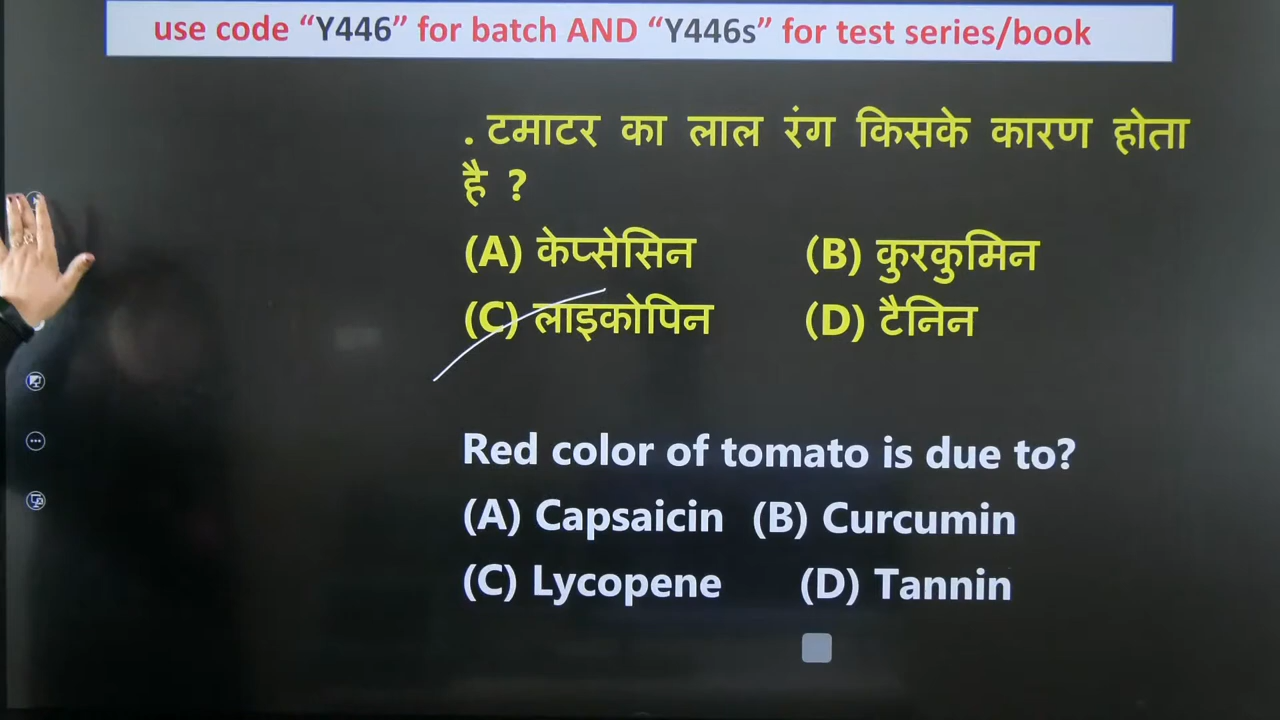 use code “Y446” for batch AND “Y446s” for test series/book
. टमाटर का लाल रंग किसके कारण होता
है ?
(A) केप्सेसिन (B) कुरकुमिन
(C) लाइकोपिन (D) टैनिन
Red color of tomato is due to?
(A) Capsaicin (B) Curcumin
(C) Lycopene (D) Tannin